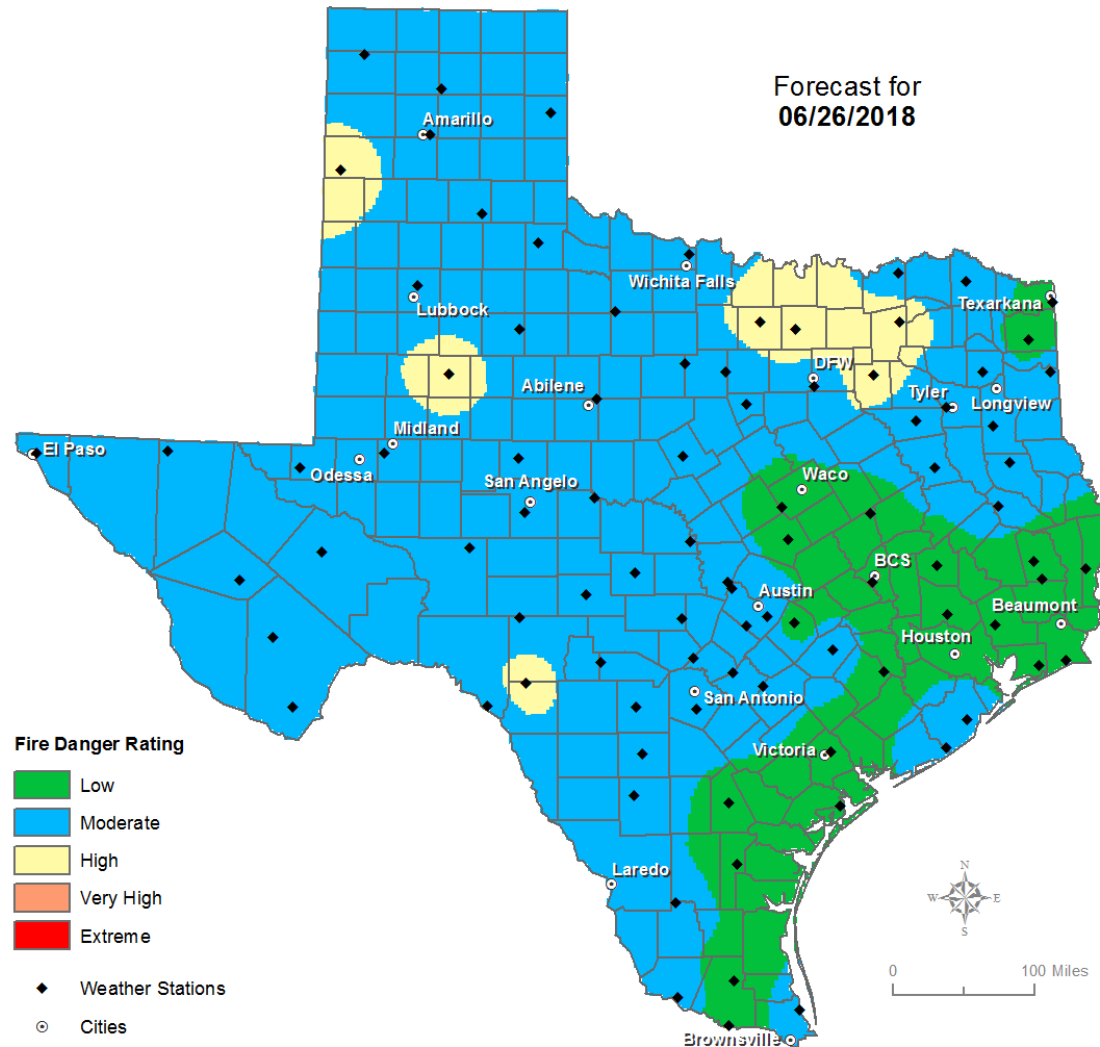 Forecast for
06/26/2018
Amarillo
Wichita Falls
Lubbock
Texarkana
DFW
Abilene
Tyler
Longview
Midland
El Paso
Odessa
San Angelo
Waco
BCS
Austin
Beaumont
Houston
San Antonio
Victoria
Laredo
Brownsville
Fire Danger Rating
Low
Moderate
High
Very High
Extreme
Weather Stations
Cities
N
W E
S
0 100 Miles